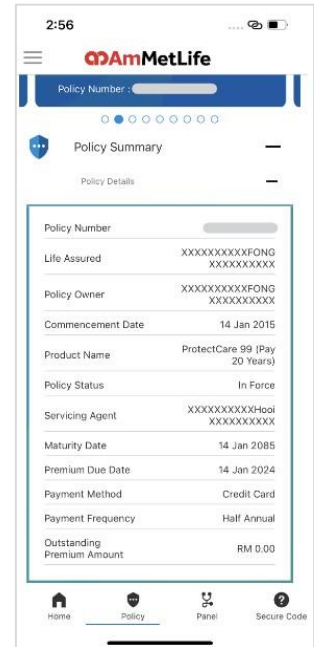 2:56
AmMetLife
Policy Number :
Policy Summary
Policy Details
Policy Number
Life Assured XXXXXXXXXXFONG
XXXXXXXXXX
Policy Owner XXXXXXXXXXFONG
XXXXXXXXXX
Commencement Date 14 Jan 2015
Product Name ProtectCare 99 (Pay
20 Years)
Policy Status In Force
Servicing Agent XXXXXXXXXXHooi
XXXXXXXXXX
Maturity Date 14 Jan 2085
Premium Due Date 14 Jan 2024
Payment Method Credit Card
Payment Frequency Half Annual
Outstanding
Premium Amount RM 0.00
Home Policy Panel Secure Code